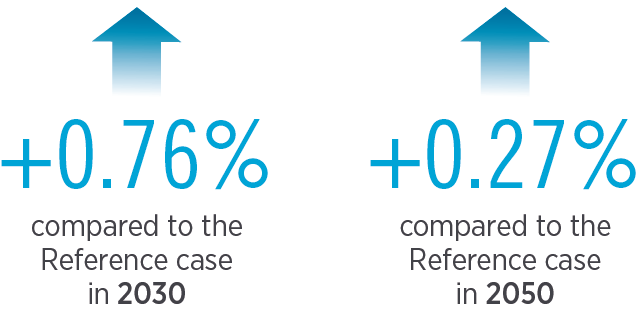 +0.76%
compared to the
Reference case
in 2030
+0.27%
compared to the
Reference case
in 2050